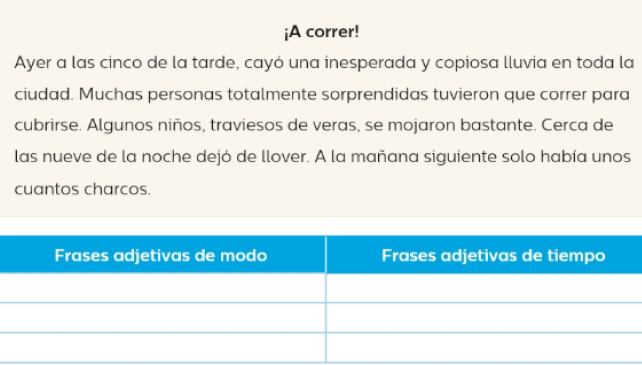 ¡A correr!
Ayer a las cinco de la tarde, cayó una inesperada y copiosa lluvia en toda la
ciudad. Muchas personas totalmente sorprendidas tuvieron que correr para
cubrirse. Algunos niños, traviesos de veras, se mojaron bastante. Cerca de
las nueve de la noche dejó de llover. A la mañana siguiente solo había unos
cuantos charcos.
Frases adjetivas de modo Frases adjetivas de tiempo